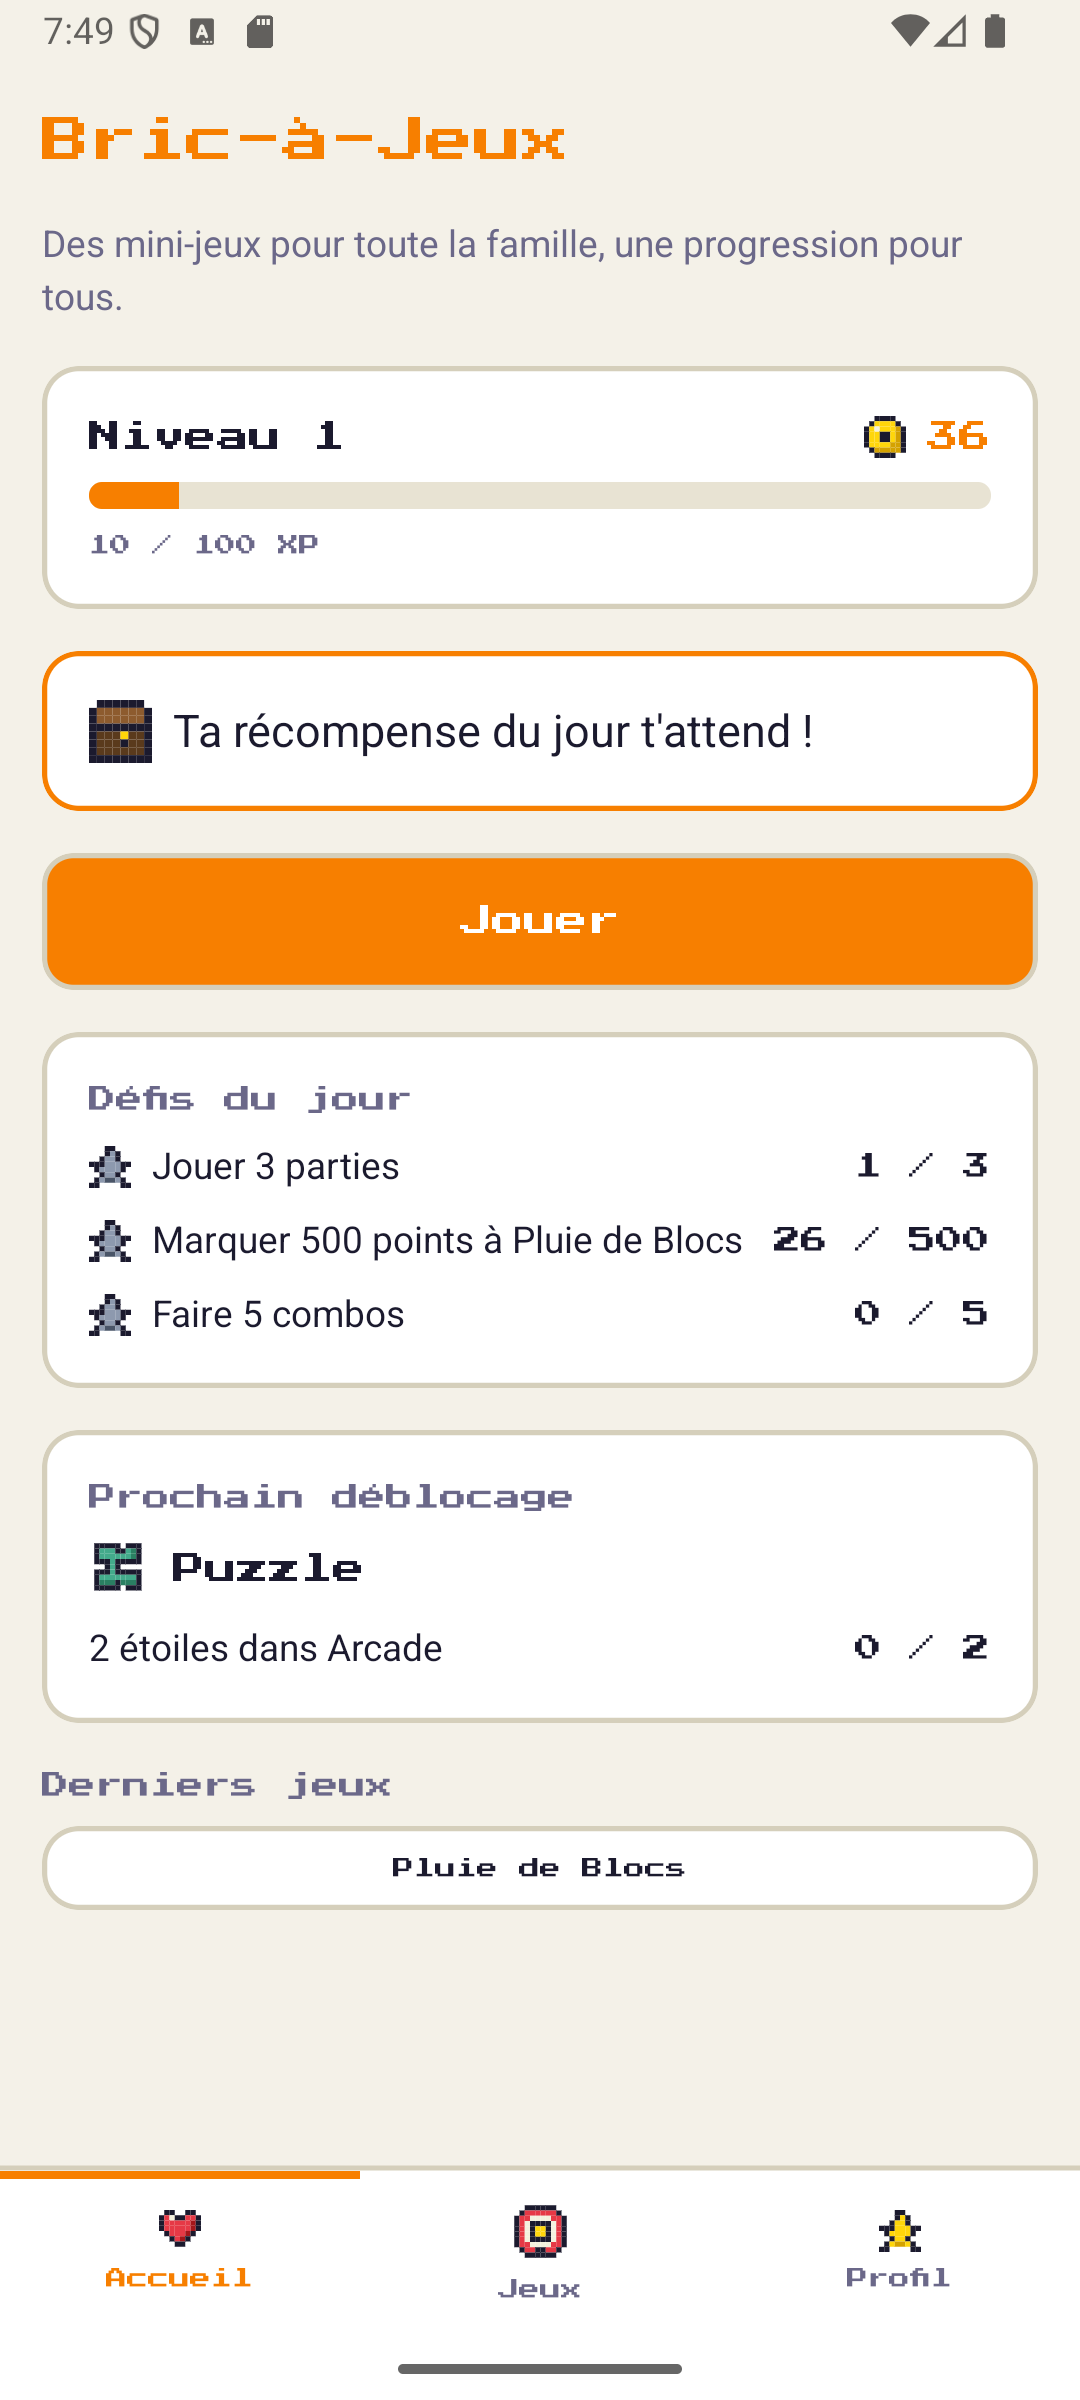 7:49
Bric-à-Jeux
Des mini-jeux pour toute la famille, une progression pour
tous.
Niveau 1 36
10 / 100 XP
Ta récompense du jour t'attend !
Jouer
Défis du jour
Jouer 3 parties 1 / 3
Marquer 500 points à Pluie de Blocs 26 / 500
Faire 5 combos 0 / 5
Prochain déblocage
Puzzle
2 étoiles dans Arcade 0 / 2
Derniers jeux
Pluie de Blocs
Accueil Jeux Profil